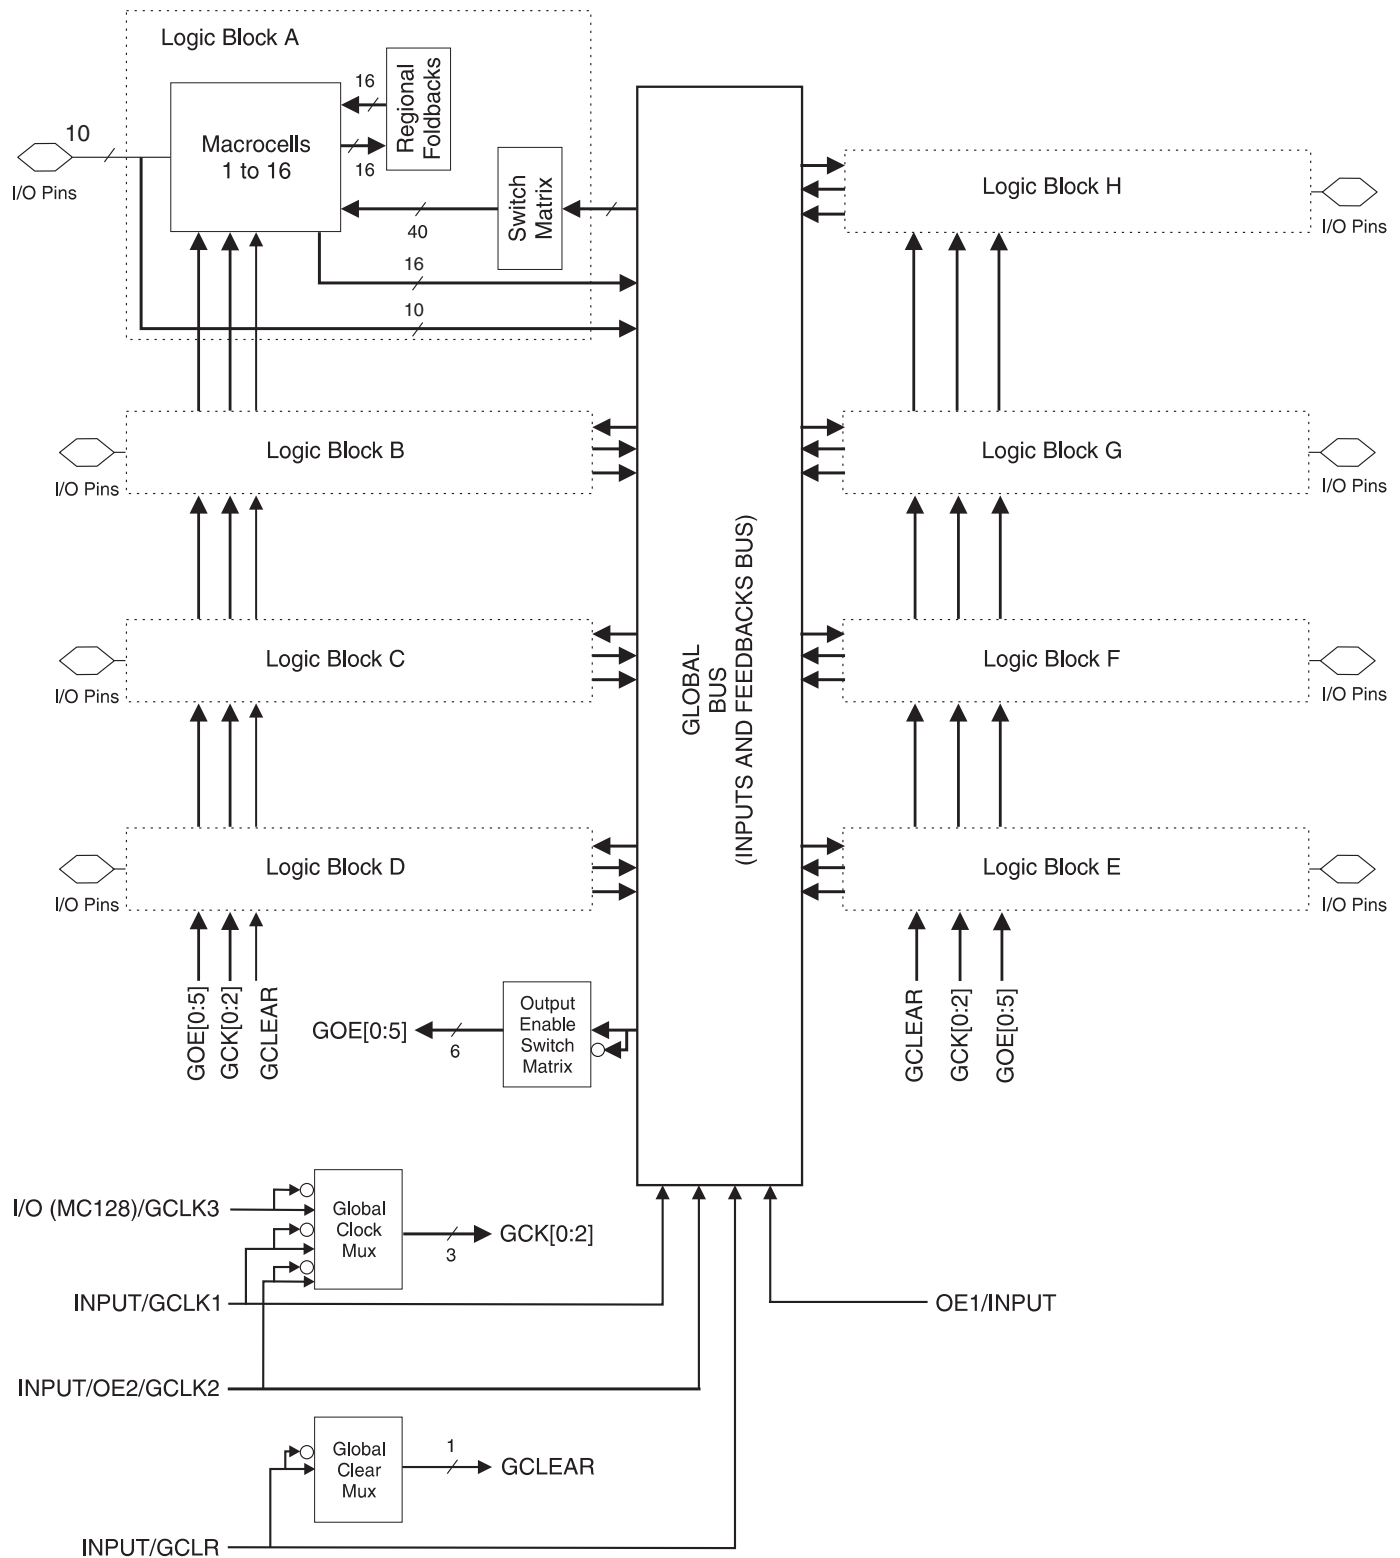 Logic Block A
10
I/O Pins
Macrocells
1 to 16
16
16
Regional
Foldbacks
40
Switch
Matrix
16
10
Logic Block H
I/O Pins
I/O Pins
Logic Block B
Logic Block G
I/O Pins
I/O Pins
Logic Block C
Logic Block F
I/O Pins
I/O Pins
Logic Block D
Logic Block E
I/O Pins
GLOBAL
BUS
(INPUTS AND FEEDBACKS BUS)
GOE[0:5]
GCK[0:2]
GCLEAR
GCLEAR
GCK[0:2]
GOE[0:5]
GOE[0:5]
6
Output
Enable
Switch
Matrix
I/O (MC128)/GCLK3
Global
Clock
Mux
3
GCK[0:2]
INPUT/GCLK1
OE1/INPUT
INPUT/OE2/GCLK2
Global
Clear
Mux
1
GCLEAR
INPUT/GCLR